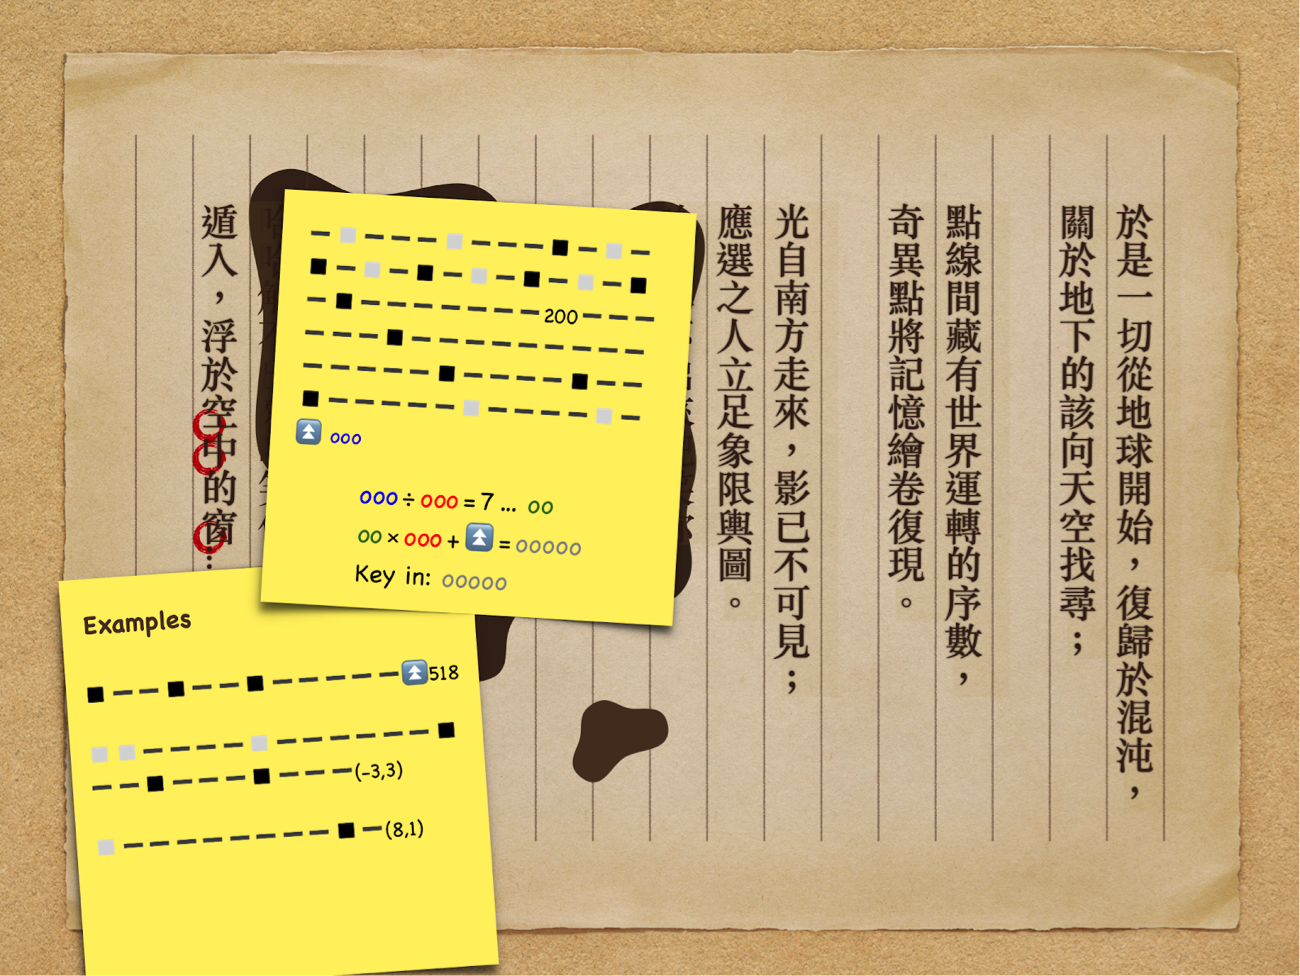 於是一切從地球開始，復歸於混沌，
關於地下的該向天空找尋；
點線間藏有世界運轉的序數，
奇異點將記憶繪卷復現。
光自南方走來，影已不可見；
應選之人立足象限輿圖。
遁入，浮於空中的窗…
200
ooo
ooo ÷ ooo = 7 ... oo
oo × ooo + ⏫ = ooooo
Key in: ooooo
Examples
518
(-3,3)
(8,1)